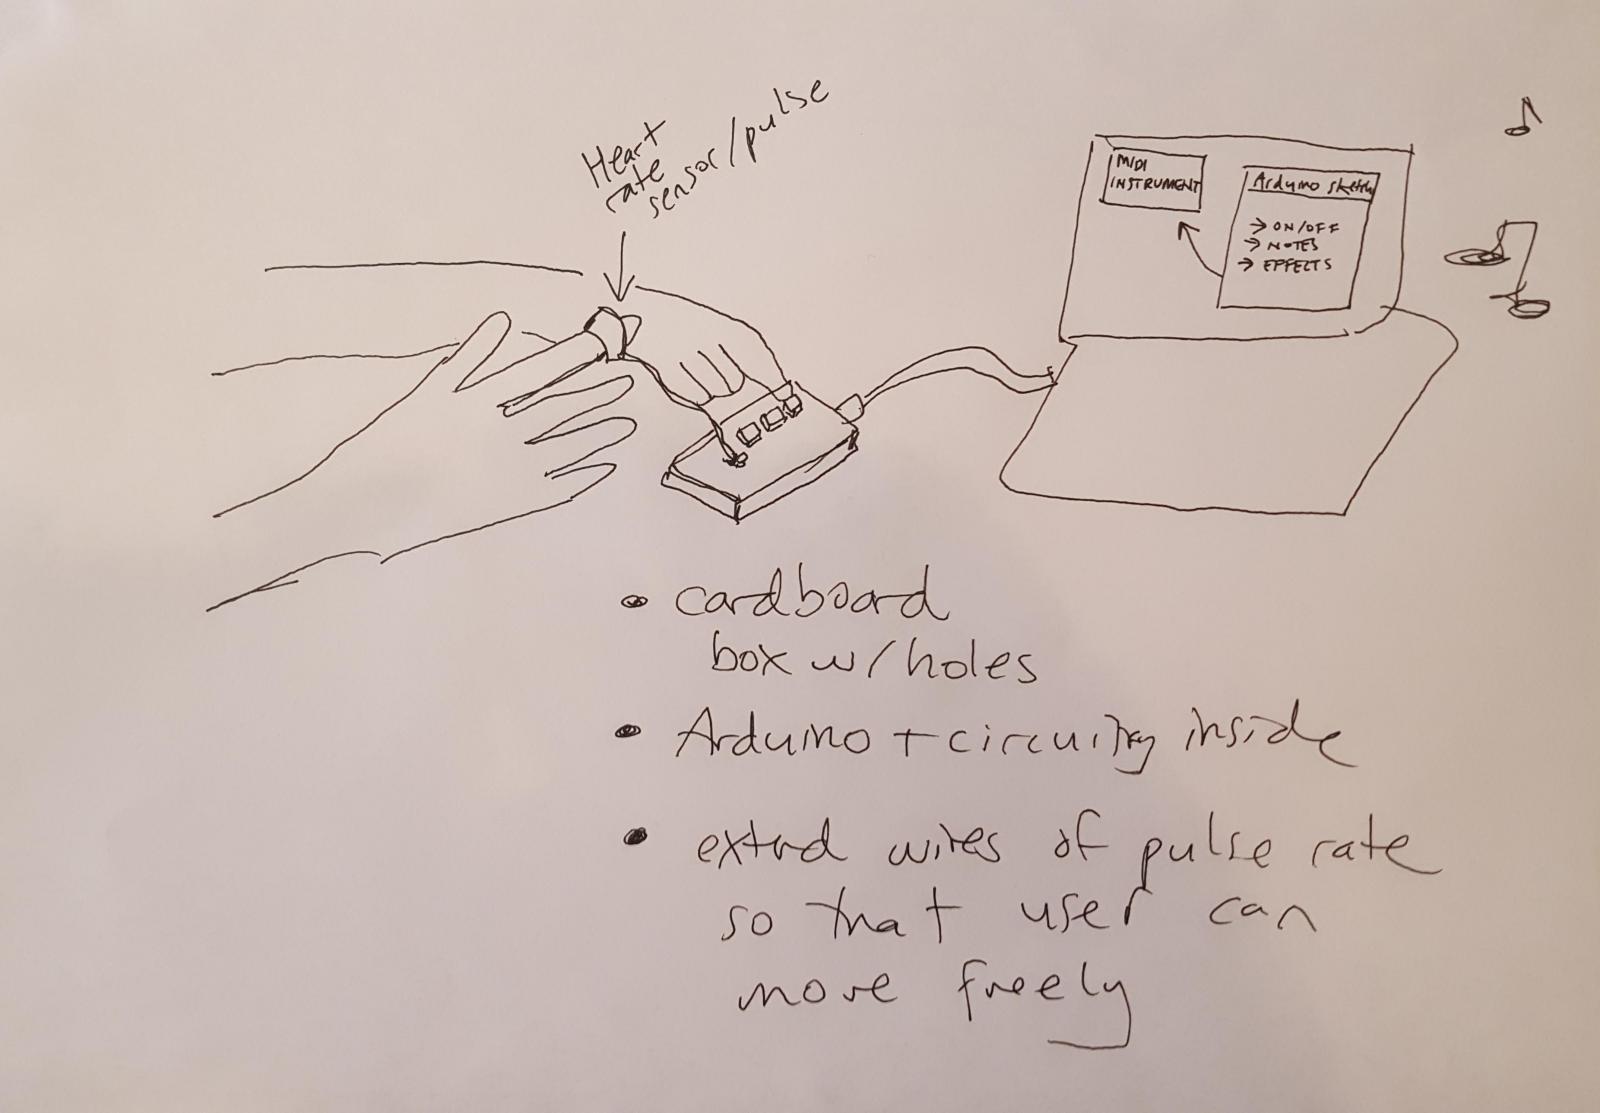 Heart
rate
sensor/pulse
MIDI
INSTRUMENT
Arduino sketch
→ ON/OFF
→ NOTES
→ EFFECTS
• cardboard
box w/holes
• Arduino + circuitry inside
• extend wires of pulse rate
so that user can
move freely